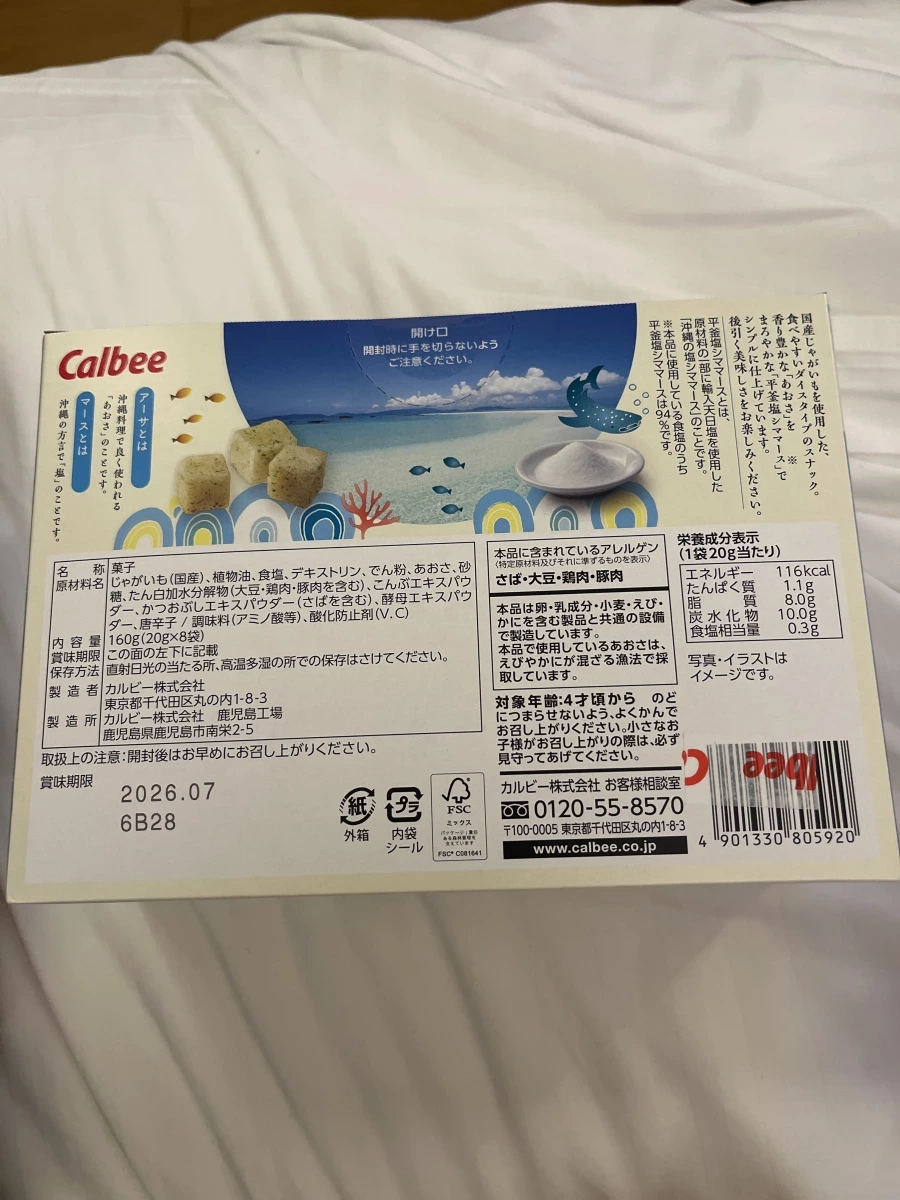 Calbee
アーサとは
沖縄料理で良く使われる
「あおさ」のことです。
マースとは
沖縄の方言で「塩」のことです。
開け口
開封時に手を切らないよう
ご注意ください。
国産じゃがいもを使用した、
食べやすいダイスタイプのスナック。
香り豊かな「あおさ」を
まろやかな「平釜塩シママース」で
※
シンプルに仕上げています。
後引く美味しさをお楽しみください。
平釜塩シママースとは、
原材料の一部に輸入天日塩を使用した
「沖縄の塩シママース」のことです。
※本品に使用している食塩のうち
平釜塩シママースは94%です。
名 称 菓子
原材料名 じゃがいも(国産)、植物油、食塩、デキストリン、でん粉、あおさ、砂
糖、たん白加水分解物(大豆・鶏肉・豚肉を含む)、こんぶエキスパウ
ダー、かつおぶしエキスパウダー(さばを含む)、酵母エキスパウ
ダー、唐辛子 / 調味料(アミノ酸等)、酸化防止剤(V.C)
内 容 量 160g(20g×8袋)
賞味期限 この面の左下に記載
保存方法 直射日光の当たる所、高温多湿の所での保存はさけてください。
製 造 者 カルビー株式会社
東京都千代田区丸の内1-8-3
製 造 所 カルビー株式会社 鹿児島工場
鹿児島県鹿児島市南栄2-5
取扱上の注意:開封後はお早めにお召し上がりください。
賞味期限
2026.07
6B28
紙
外箱
プラ
内袋
シール
FSC
ミックス
パッケージ | 責任
ある森林管理を
支えています
FSC® C081641
本品に含まれているアレルゲン
(特定原材料及びそれに準ずるものを表示)
さば・大豆・鶏肉・豚肉
本品は卵・乳成分・小麦・えび・
かにを含む製品と共通の設備
で製造しています。
本品で使用しているあおさは、
えびやかにが混ざる漁法で採
取しています。
対象年齢:4才頃から のど
につまらせないよう、よくかんで
お召し上がりください。小さなお
子様がお召し上がりの際は、必ず
見守ってあげてください。
カルビー株式会社 お客様相談室
0120-55-8570
〒100-0005 東京都千代田区丸の内1-8-3
www.calbee.co.jp
栄養成分表示
(1袋20g当たり)
エネルギー 116kcal
たんぱく質 1.1g
脂 質 8.0g
炭水化物 10.0g
食塩相当量 0.3g
写真・イラストは
イメージです。
Calbee
4 901330 805920